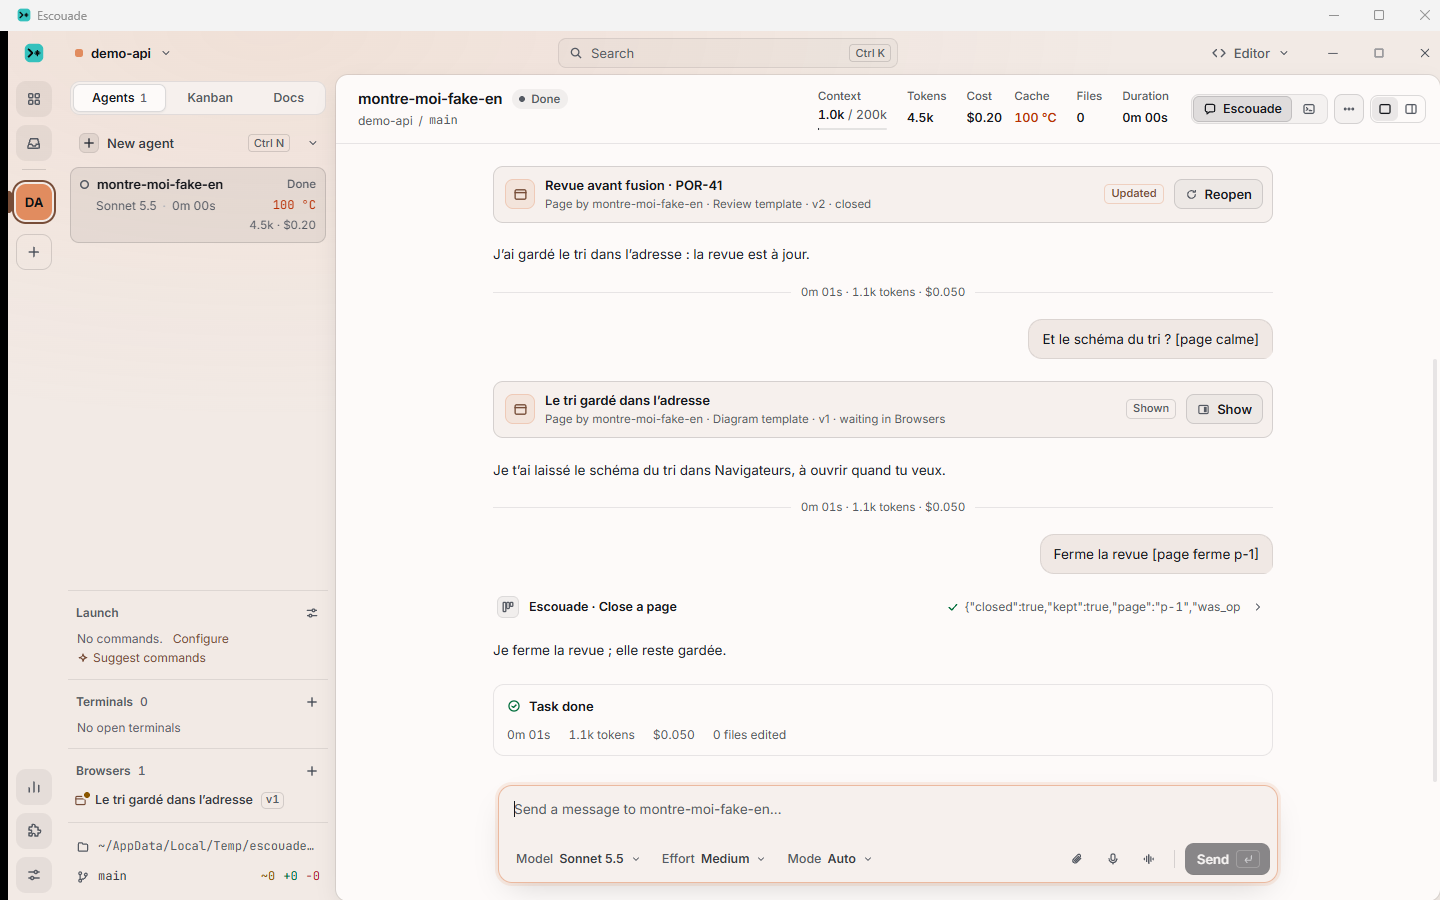 Escouade
demo-api
Search
Ctrl K
Editor
Agents 1
Kanban
Docs
New agent
Ctrl N
montre-moi-fake-en
Done
Sonnet 5.5 · 0m 00s
100 °C
4.5k · $0.20
DA
Launch
No commands. Configure
Suggest commands
Terminals 0
No open terminals
Browsers 1
Le tri gardé dans l’adresse v1
~/AppData/Local/Temp/escouade…
main
~0 +0 -0
montre-moi-fake-en
Done
demo-api / main
Context
1.0k / 200k
Tokens
4.5k
Cost
$0.20
Cache
100 °C
Files
0
Duration
0m 00s
Escouade
Revue avant fusion · POR-41
Page by montre-moi-fake-en · Review template · v2 · closed
Updated
Reopen
J’ai gardé le tri dans l’adresse : la revue est à jour.
0m 01s · 1.1k tokens · $0.050
Et le schéma du tri ? [page calme]
Le tri gardé dans l’adresse
Page by montre-moi-fake-en · Diagram template · v1 · waiting in Browsers
Shown
Show
Je t’ai laissé le schéma du tri dans Navigateurs, à ouvrir quand tu veux.
0m 01s · 1.1k tokens · $0.050
Ferme la revue [page ferme p-1]
Escouade · Close a page
{"closed":true,"kept":true,"page":"p-1","was_op
Je ferme la revue ; elle reste gardée.
Task done
0m 01s 1.1k tokens $0.050 0 files edited
Send a message to montre-moi-fake-en...
Model Sonnet 5.5
Effort Medium
Mode Auto
Send